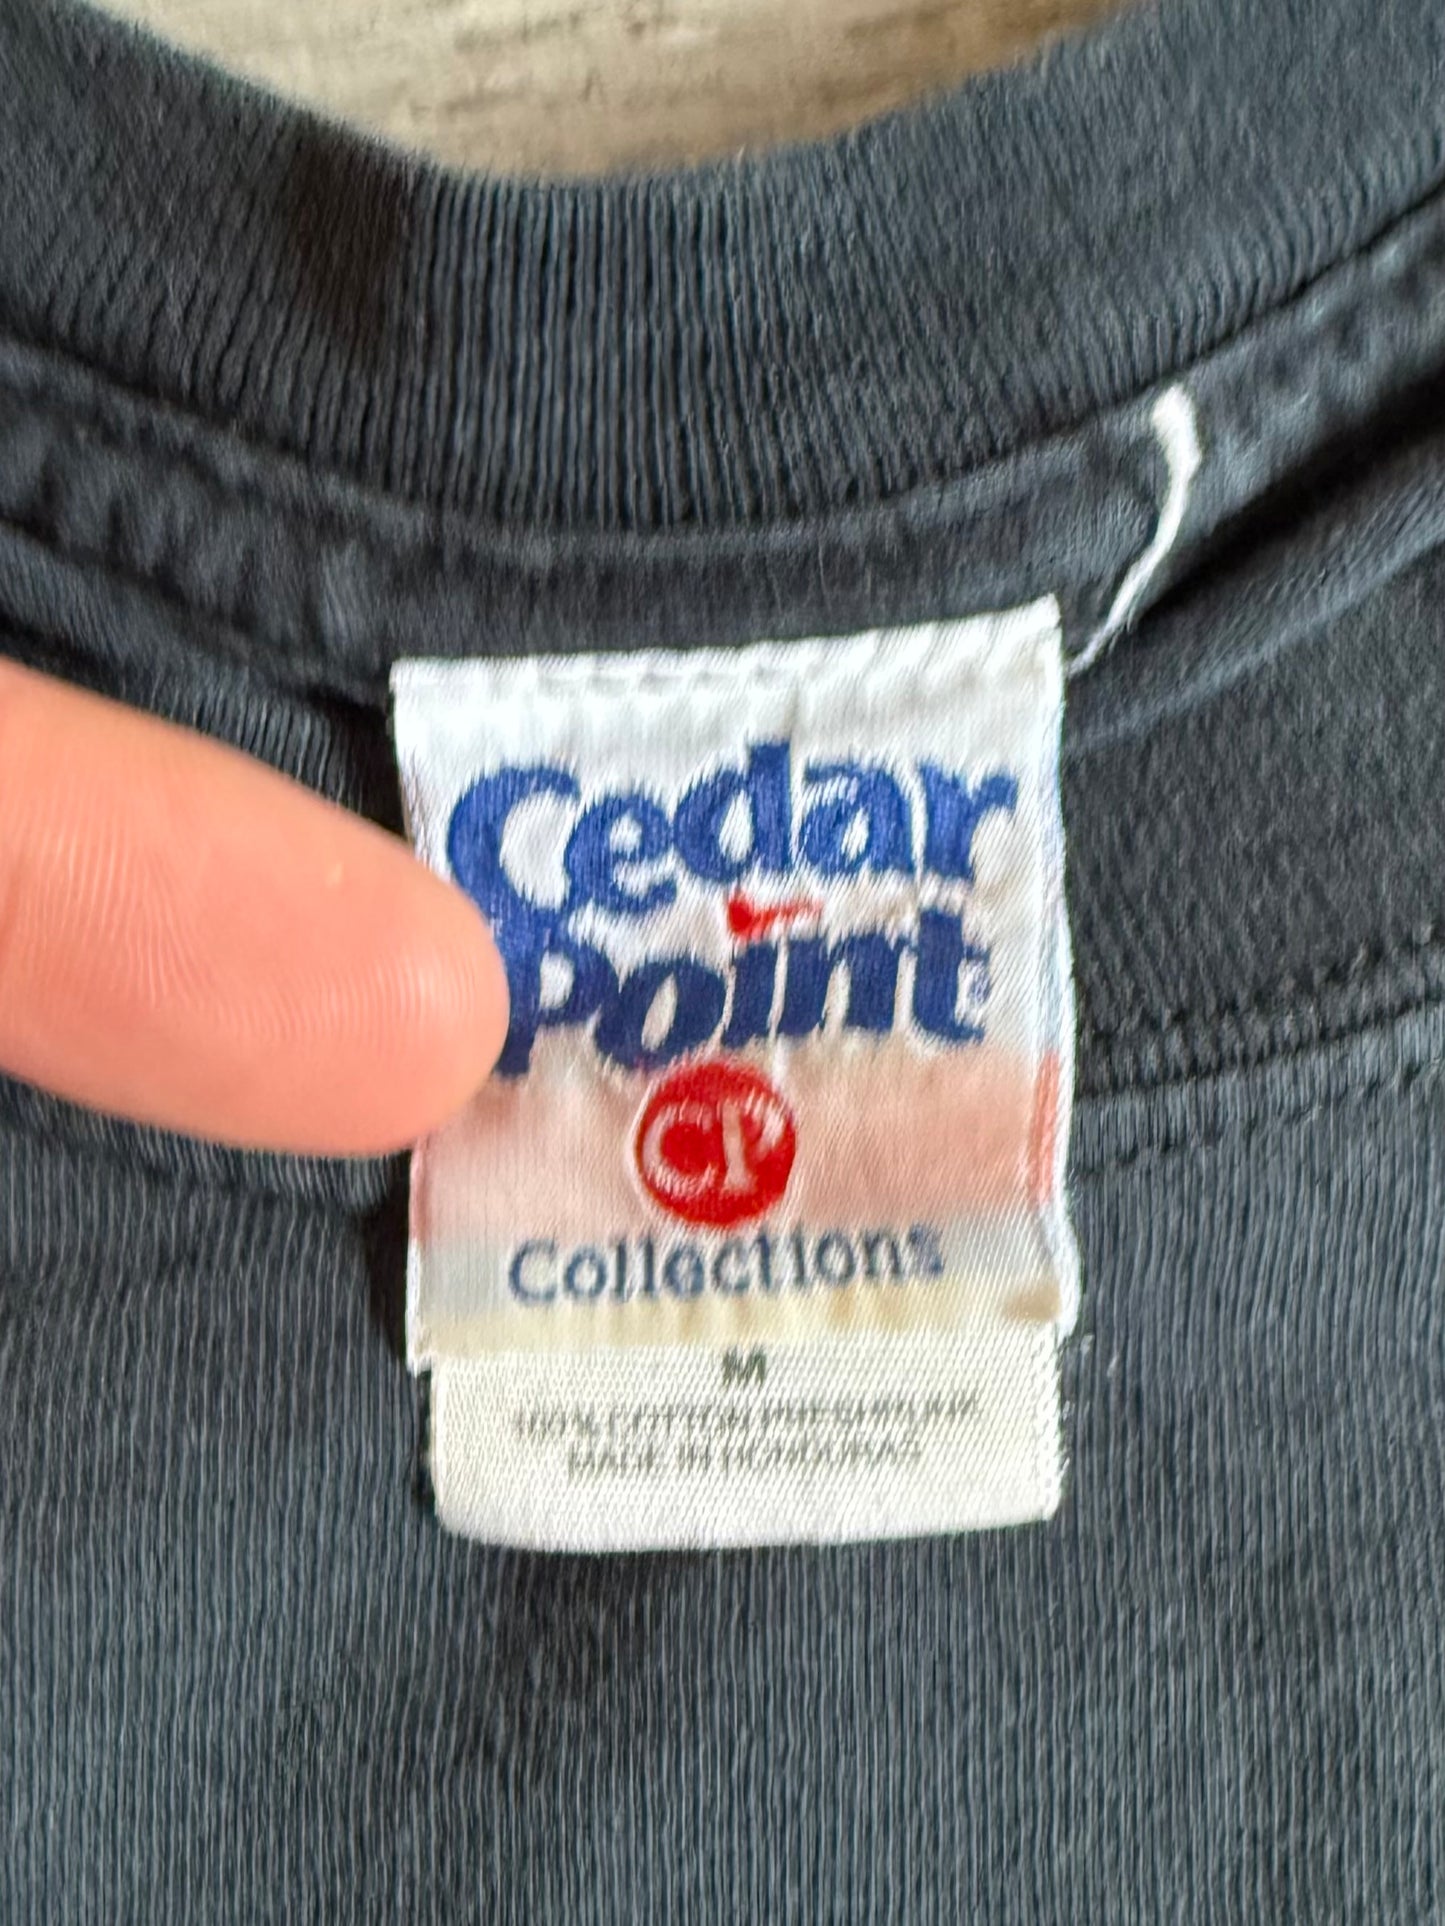 Cedar
Point
CP
Collections
M
100% COTTON PRESHRUNK
MADE IN HONDURAS